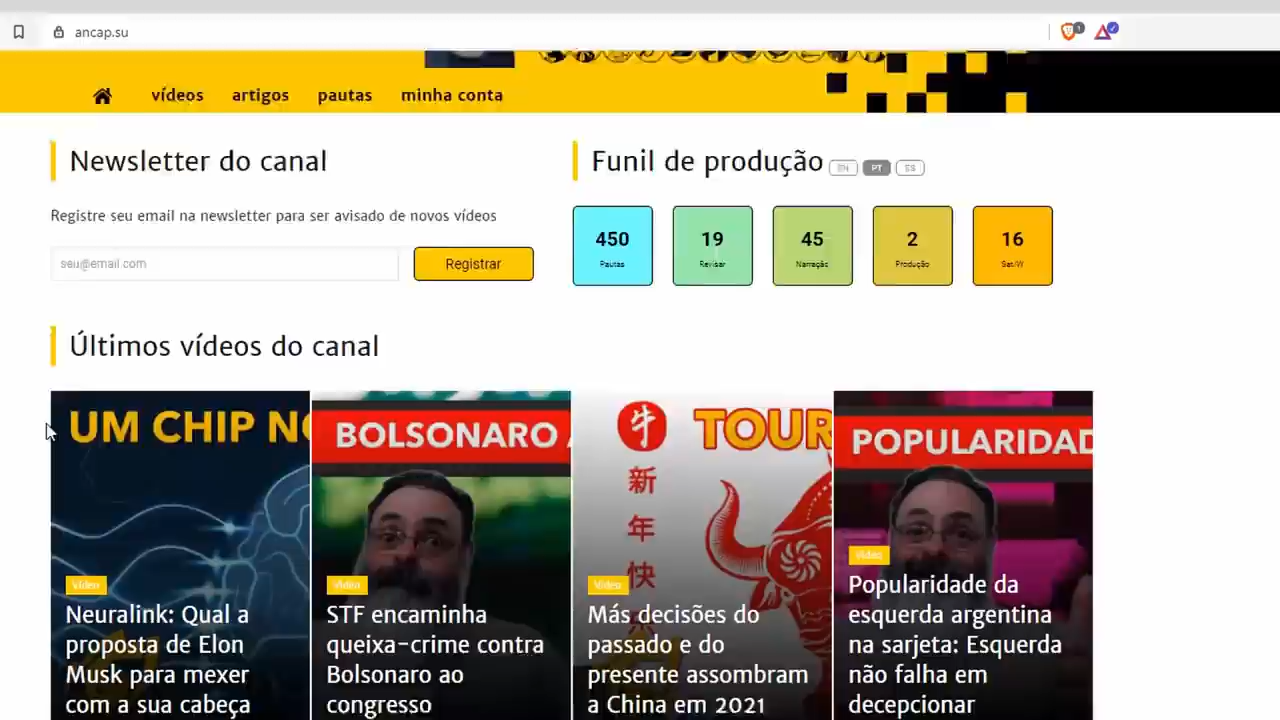 ancap.su
vídeos artigos pautas minha conta
Newsletter do canal
Registre seu email na newsletter para ser avisado de novos vídeos
seu@email.com
Registrar
Funil de produção EN PT ES
450 19 45 2 16
Pautas Revisar Narração Produção
Últimos vídeos do canal
UM CHIP NO
Vídeo
Neuralink: Qual a
proposta de Elon
Musk para mexer
com a sua cabeça
BOLSONARO
Vídeo
STF encaminha
queixa-crime contra
Bolsonaro ao
congresso
牛
新
年
快
TOUR
Vídeo
Más decisões do
passado e do
presente assombram
a China em 2021
POPULARIDAD
Vídeo
Popularidade da
esquerda argentina
na sarjeta: Esquerda
não falha em
decepcionar